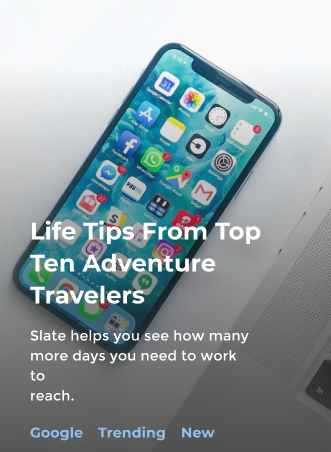 Life Tips From Top
Ten Adventure
Travelers
Slate helps you see how many
more days you need to work
to
reach.
Google Trending New